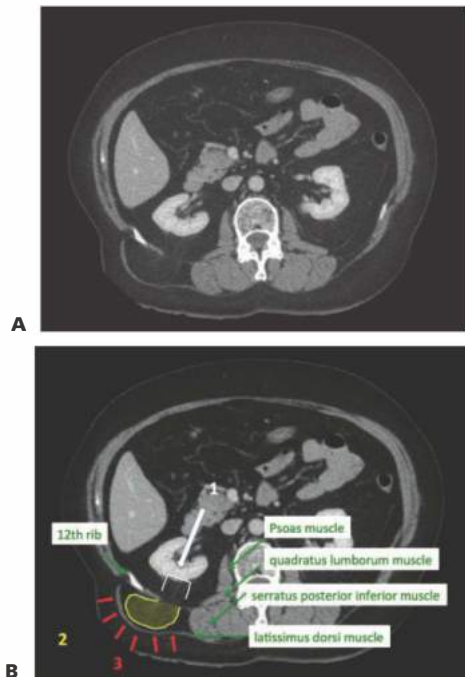 A
1
Psoas muscle
12th rib
quadratus lumborum muscle
serratus posterior inferior muscle
latissimus dorsi muscle
2
3
B